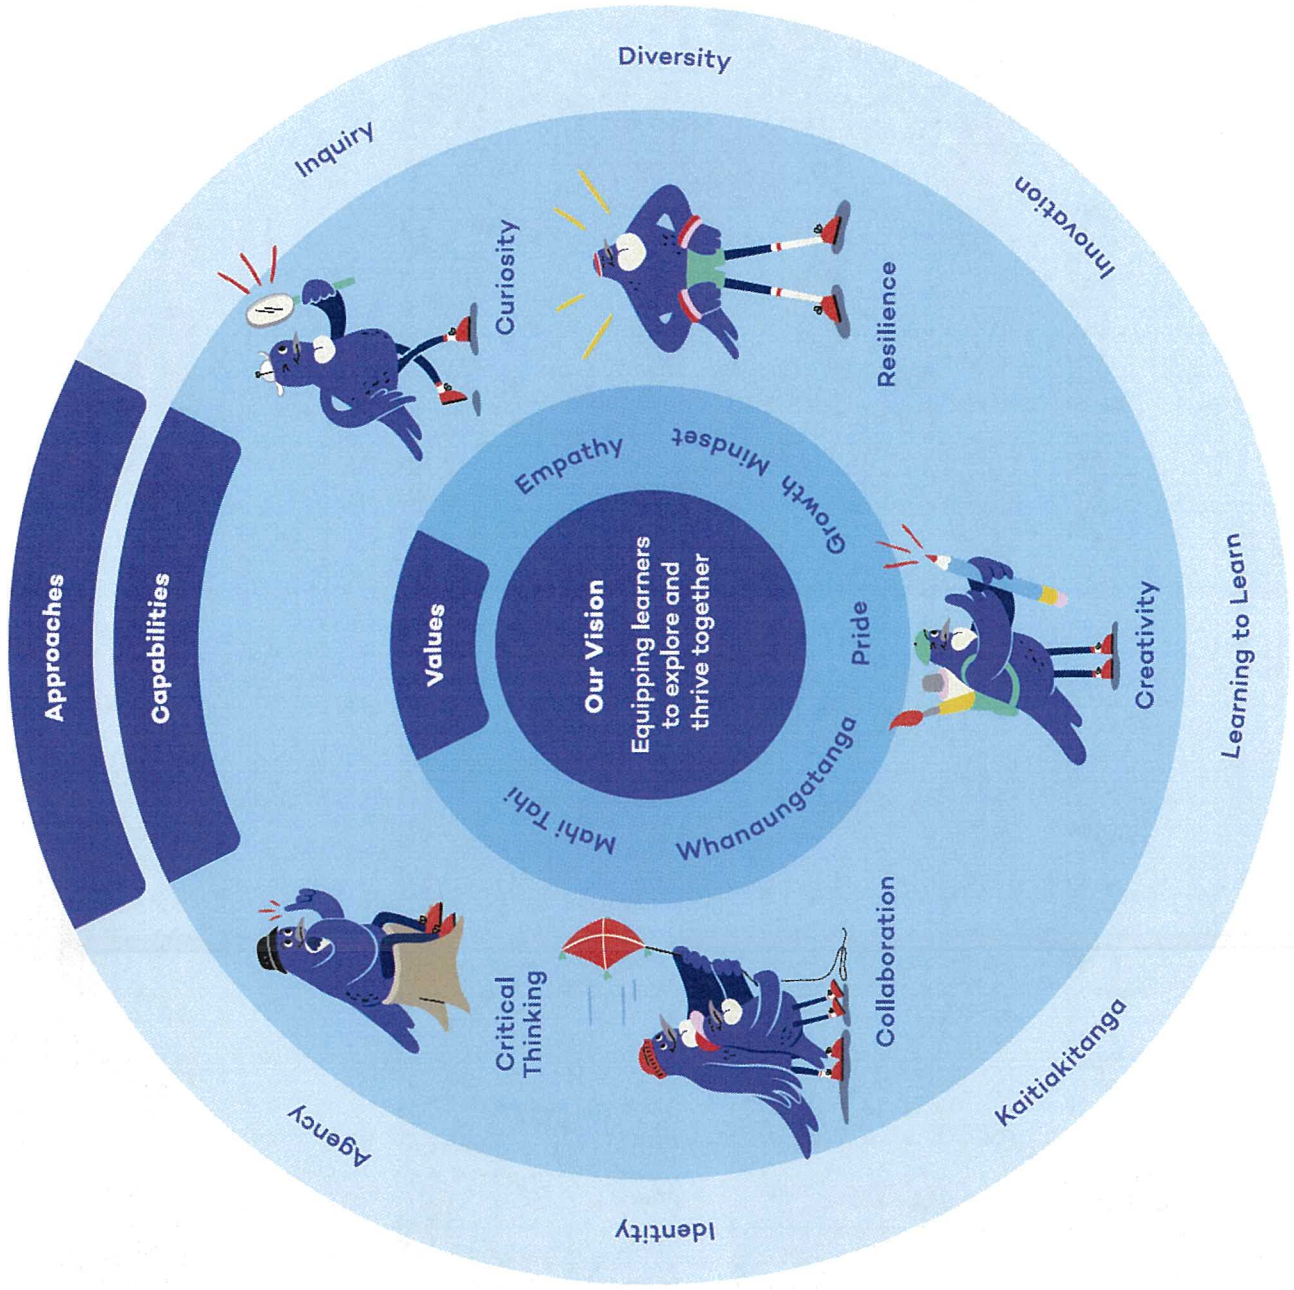 Approaches
Capabilities
Values
Our Vision
Equipping learners
to explore and
thrive together
Empathy
Growth Mindset
Pride
Whanaungatanga
Mahi Tahi
Curiosity
Resilience
Creativity
Collaboration
Critical
Thinking
Inquiry
Diversity
Innovation
Learning to Learn
Kaitiakitanga
Identity
Agency